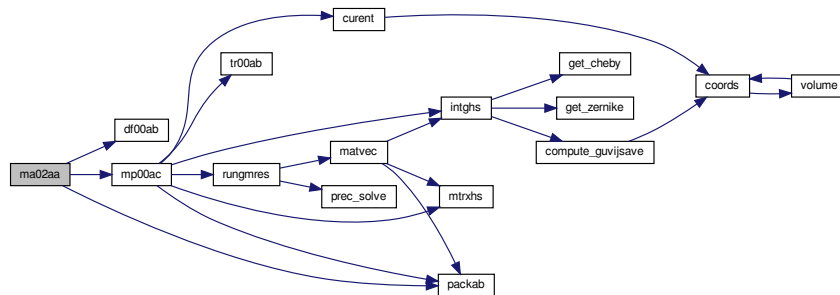 curent
tr00ab
get_cheby
coords
volume
intghs
get_zernike
df00ab
matvec
compute_guvijsave
ma02aa
mp00ac
rungmres
prec_solve
mtrxhs
packab